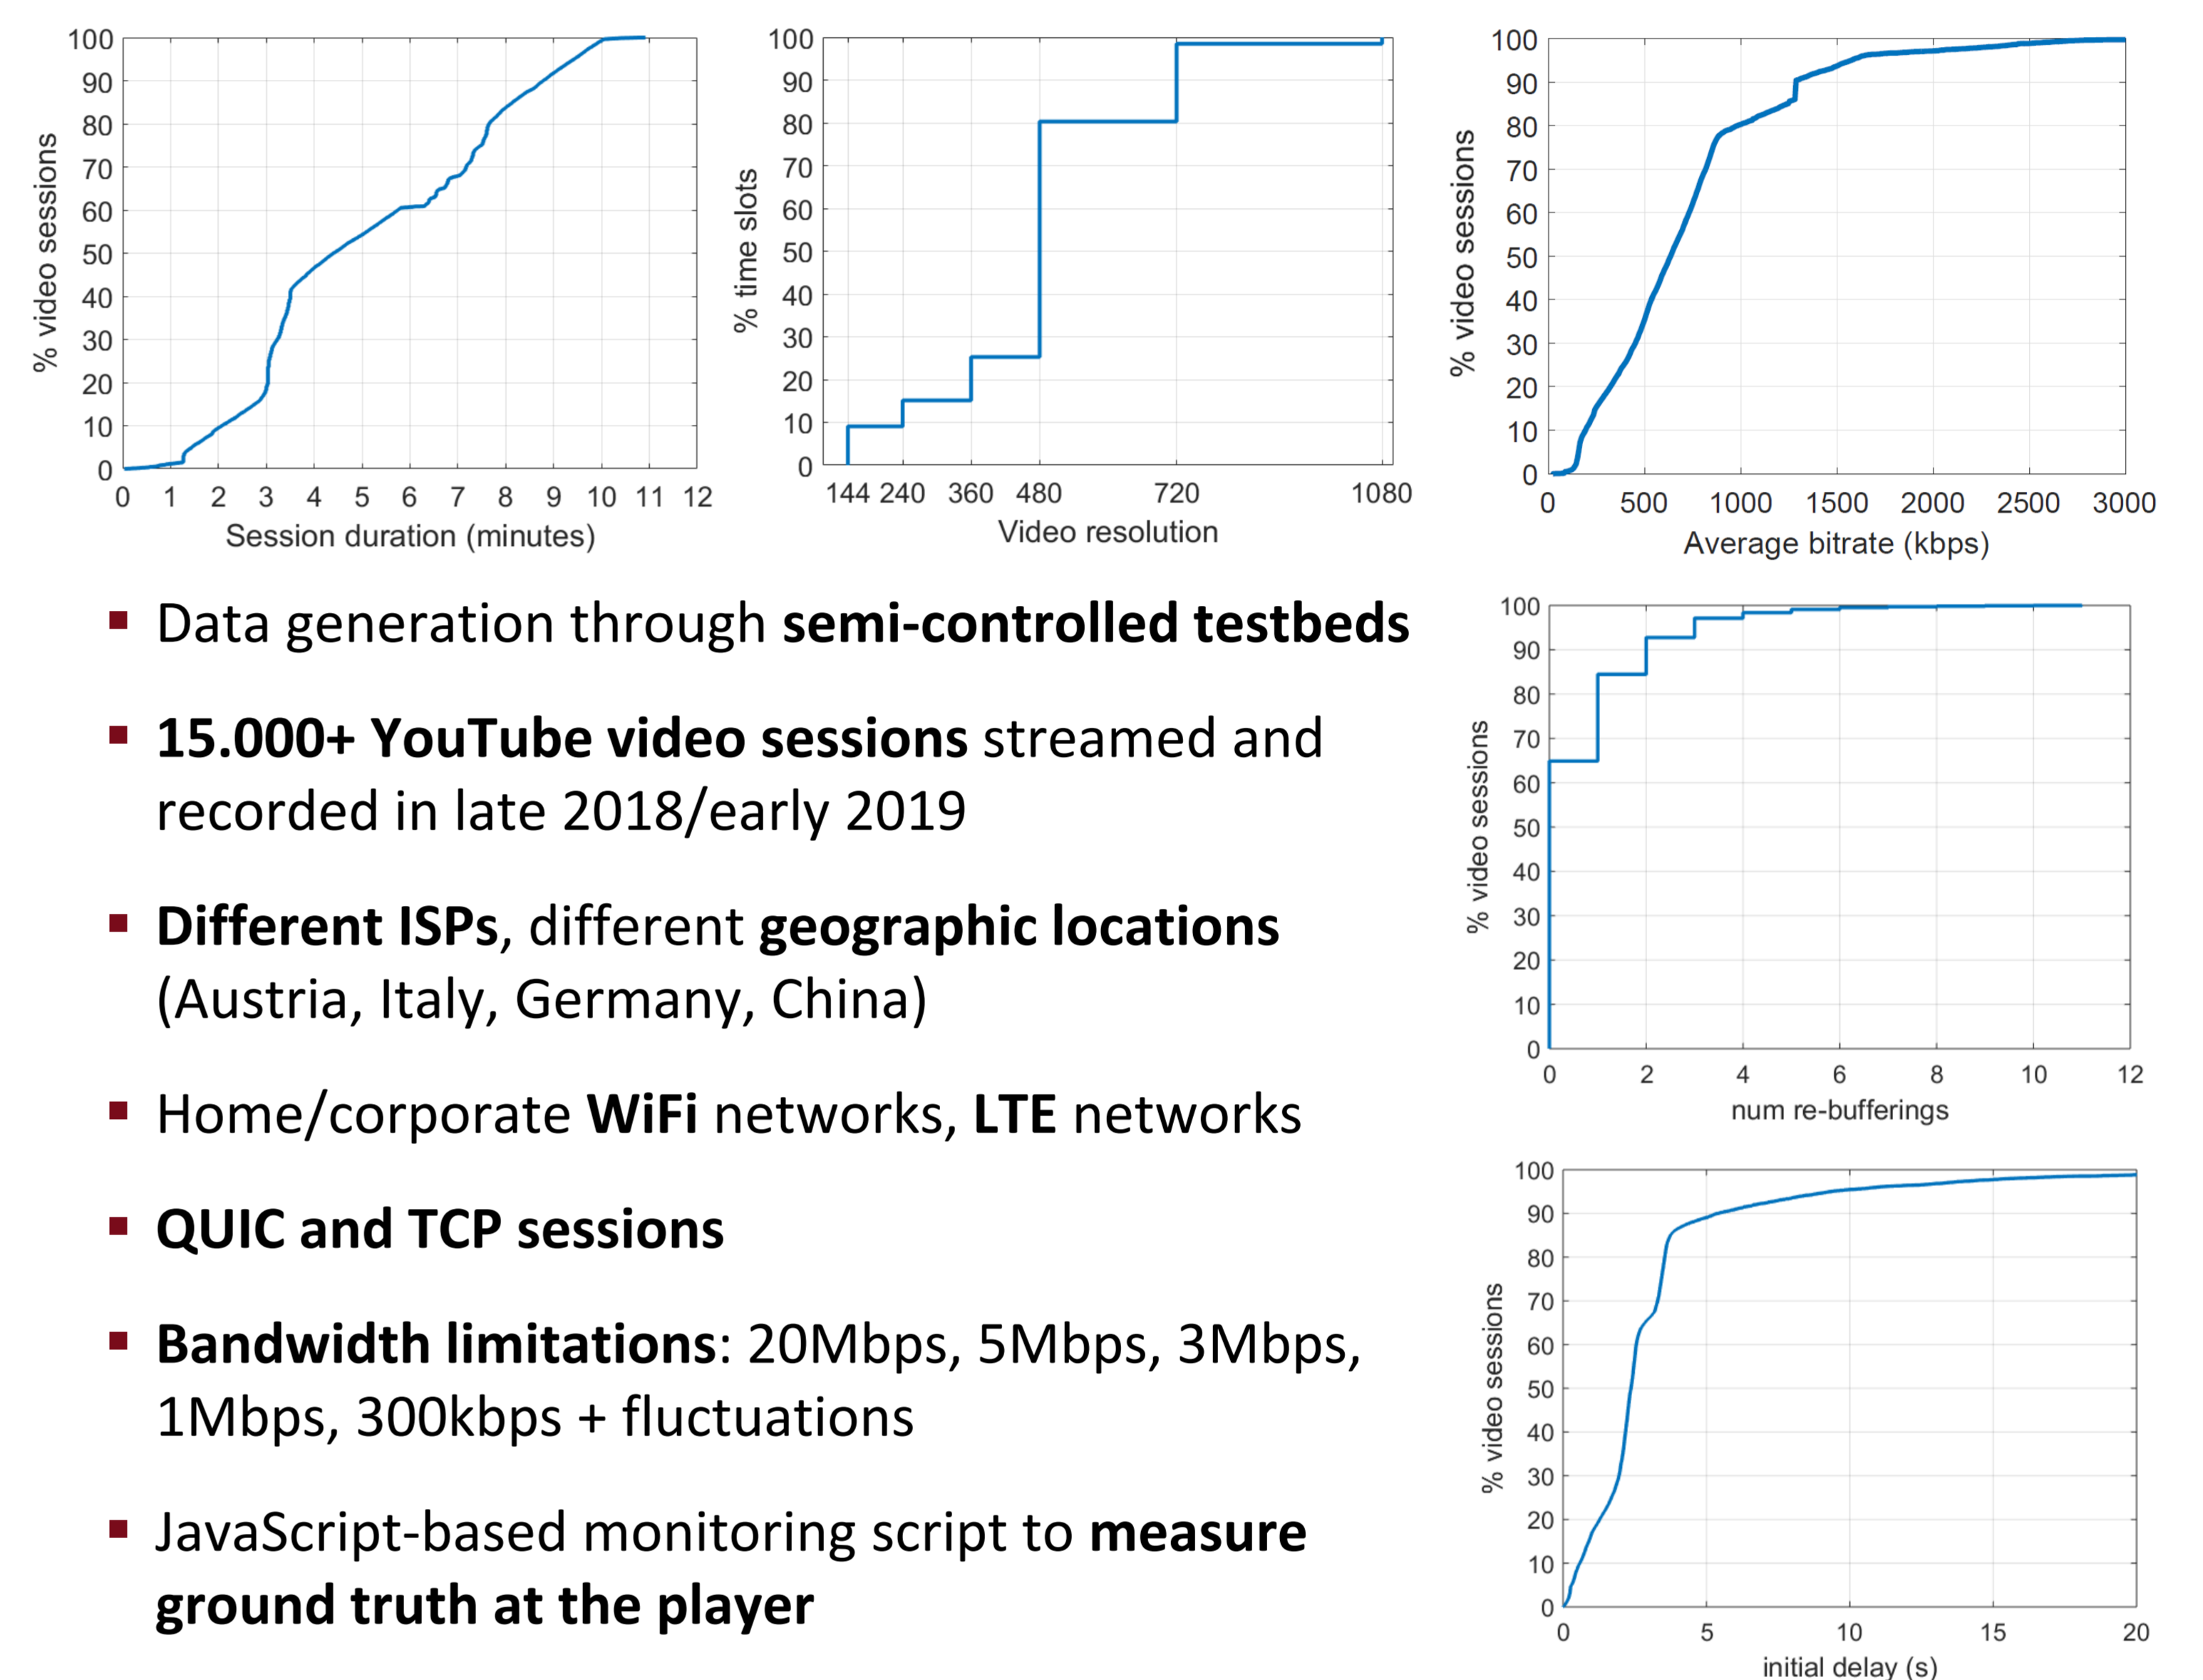 100
90
80
70
60
50
40
30
20
10
0
% video sessions
0 1 2 3 4 5 6 7 8 9 10 11 12
Session duration (minutes)
100
90
80
70
60
50
40
30
20
10
0
% time slots
144 240 360 480 720 1080
Video resolution
100
90
80
70
60
50
40
30
20
10
0
% video sessions
0 500 1000 1500 2000 2500 3000
Average bitrate (kbps)
▪ Data generation through semi-controlled testbeds
▪ 15.000+ YouTube video sessions streamed and
recorded in late 2018/early 2019
▪ Different ISPs, different geographic locations
(Austria, Italy, Germany, China)
▪ Home/corporate WiFi networks, LTE networks
▪ QUIC and TCP sessions
▪ Bandwidth limitations: 20Mbps, 5Mbps, 3Mbps,
1Mbps, 300kbps + fluctuations
▪ JavaScript-based monitoring script to measure
ground truth at the player
100
90
80
70
60
50
40
30
20
10
0
% video sessions
0 2 4 6 8 10 12
num re-bufferings
100
90
80
70
60
50
40
30
20
10
0
% video sessions
0 5 10 15 20
initial delay (s)